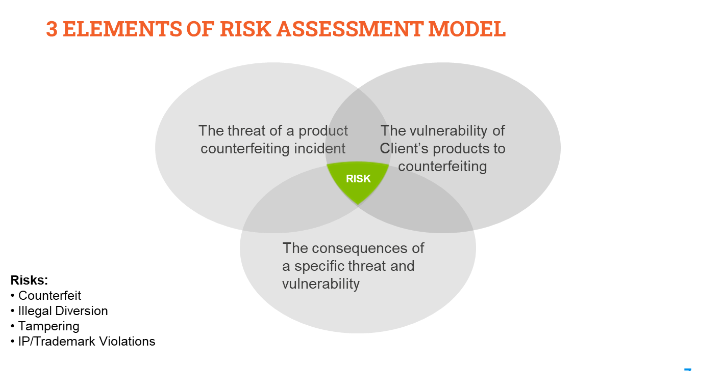 3 ELEMENTS OF RISK ASSESSMENT MODEL
The threat of a product
counterfeiting incident
The vulnerability of
Client's products to
counterfeiting
RISK
The consequences of
a specific threat and
vulnerability
Risks:
• Counterfeit
• Illegal Diversion
• Tampering
• IP/Trademark Violations